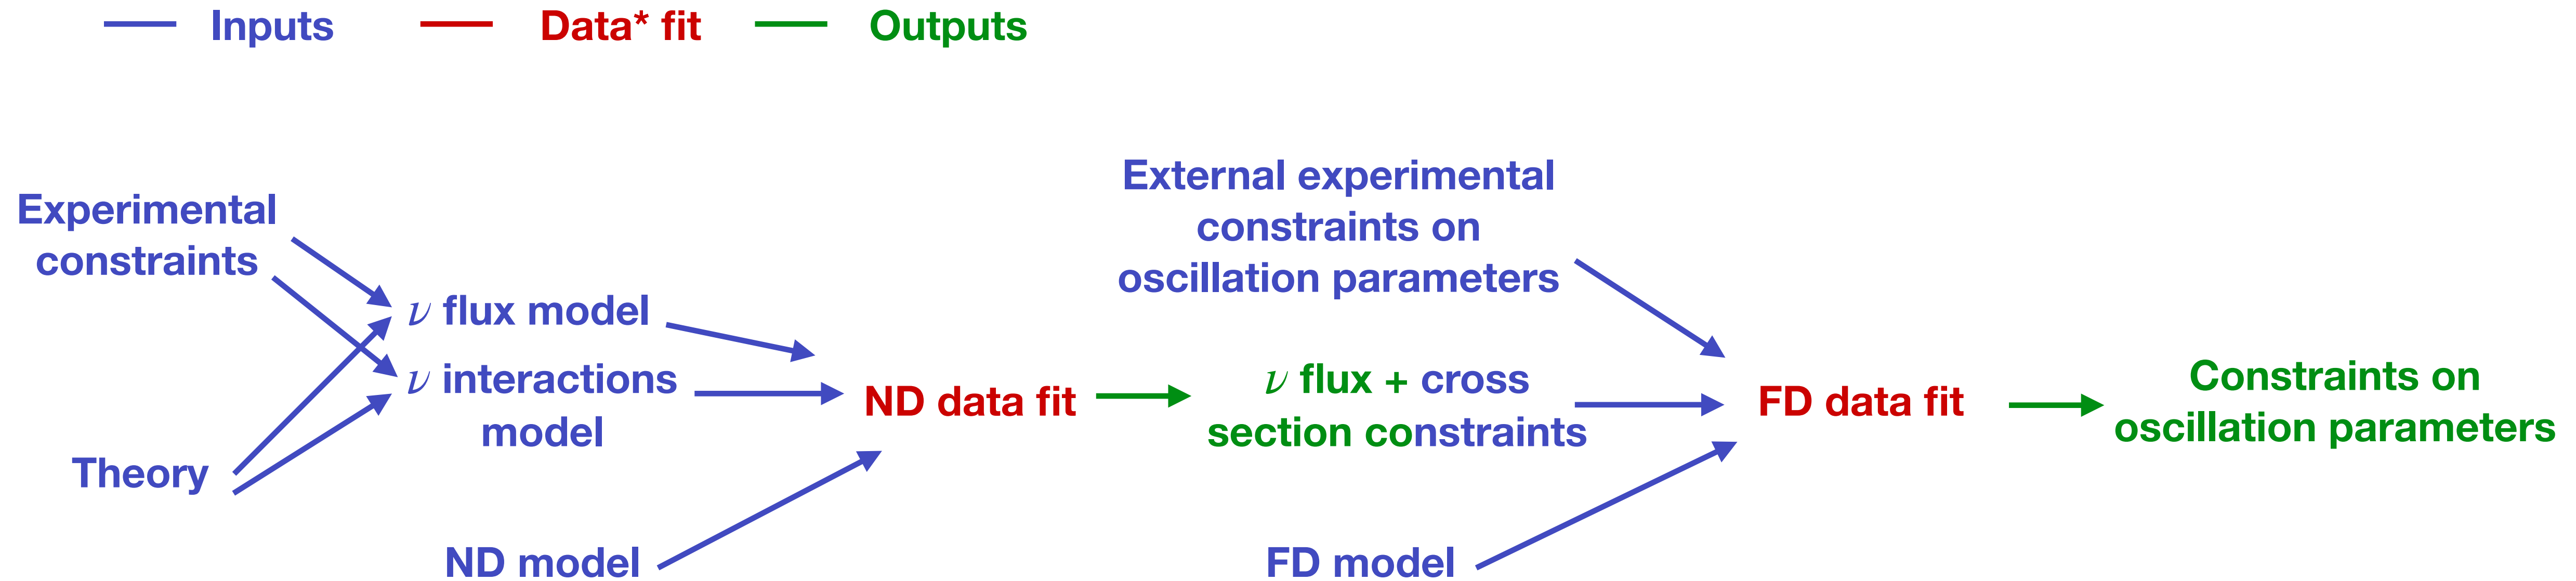 Inputs
Data* fit
Outputs
Experimental
constraints
Theory
ν flux model
ν interactions
model
ND model
ND data fit
External experimental
constraints on
oscillation parameters
ν flux + cross
section constraints
FD model
FD data fit
Constraints on
oscillation parameters